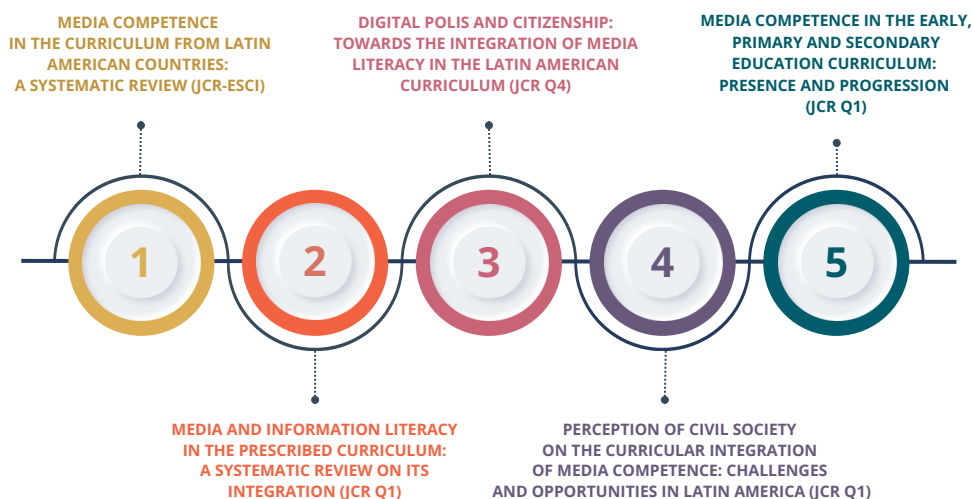 MEDIA COMPETENCE
IN THE CURRICULUM FROM LATIN
AMERICAN COUNTRIES:
A SYSTEMATIC REVIEW (JCR-ESCI)
DIGITAL POLIS AND CITIZENSHIP:
TOWARDS THE INTEGRATION OF MEDIA
LITERACY IN THE LATIN AMERICAN
CURRICULUM (JCR Q4)
MEDIA COMPETENCE IN THE EARLY,
PRIMARY AND SECONDARY
EDUCATION CURRICULUM:
PRESENCE AND PROGRESSION
(JCR Q1)
1
2
3
4
5
MEDIA AND INFORMATION LITERACY
IN THE PRESCRIBED CURRICULUM:
A SYSTEMATIC REVIEW ON ITS
INTEGRATION (JCR Q1)
PERCEPTION OF CIVIL SOCIETY
ON THE CURRICULAR INTEGRATION
OF MEDIA COMPETENCE: CHALLENGES
AND OPPORTUNITIES IN LATIN AMERICA (JCR Q1)